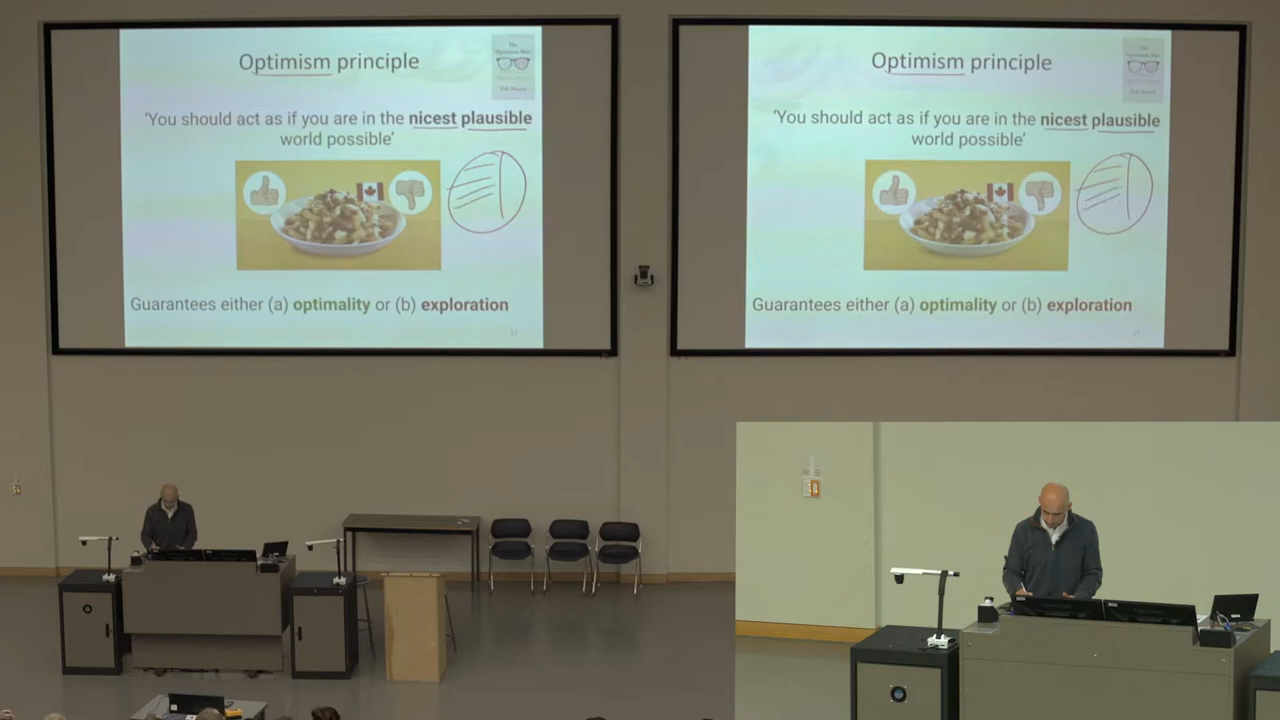 Optimism principle
The
'You should act as if you are in the nicest plausible
world possible'
Guarantees either (a) optimality or (b) exploration
Optimism principle
'You should act as if you are in the nicest plausible
world possible'
Guarantees either (a) optimality or (b) exploration